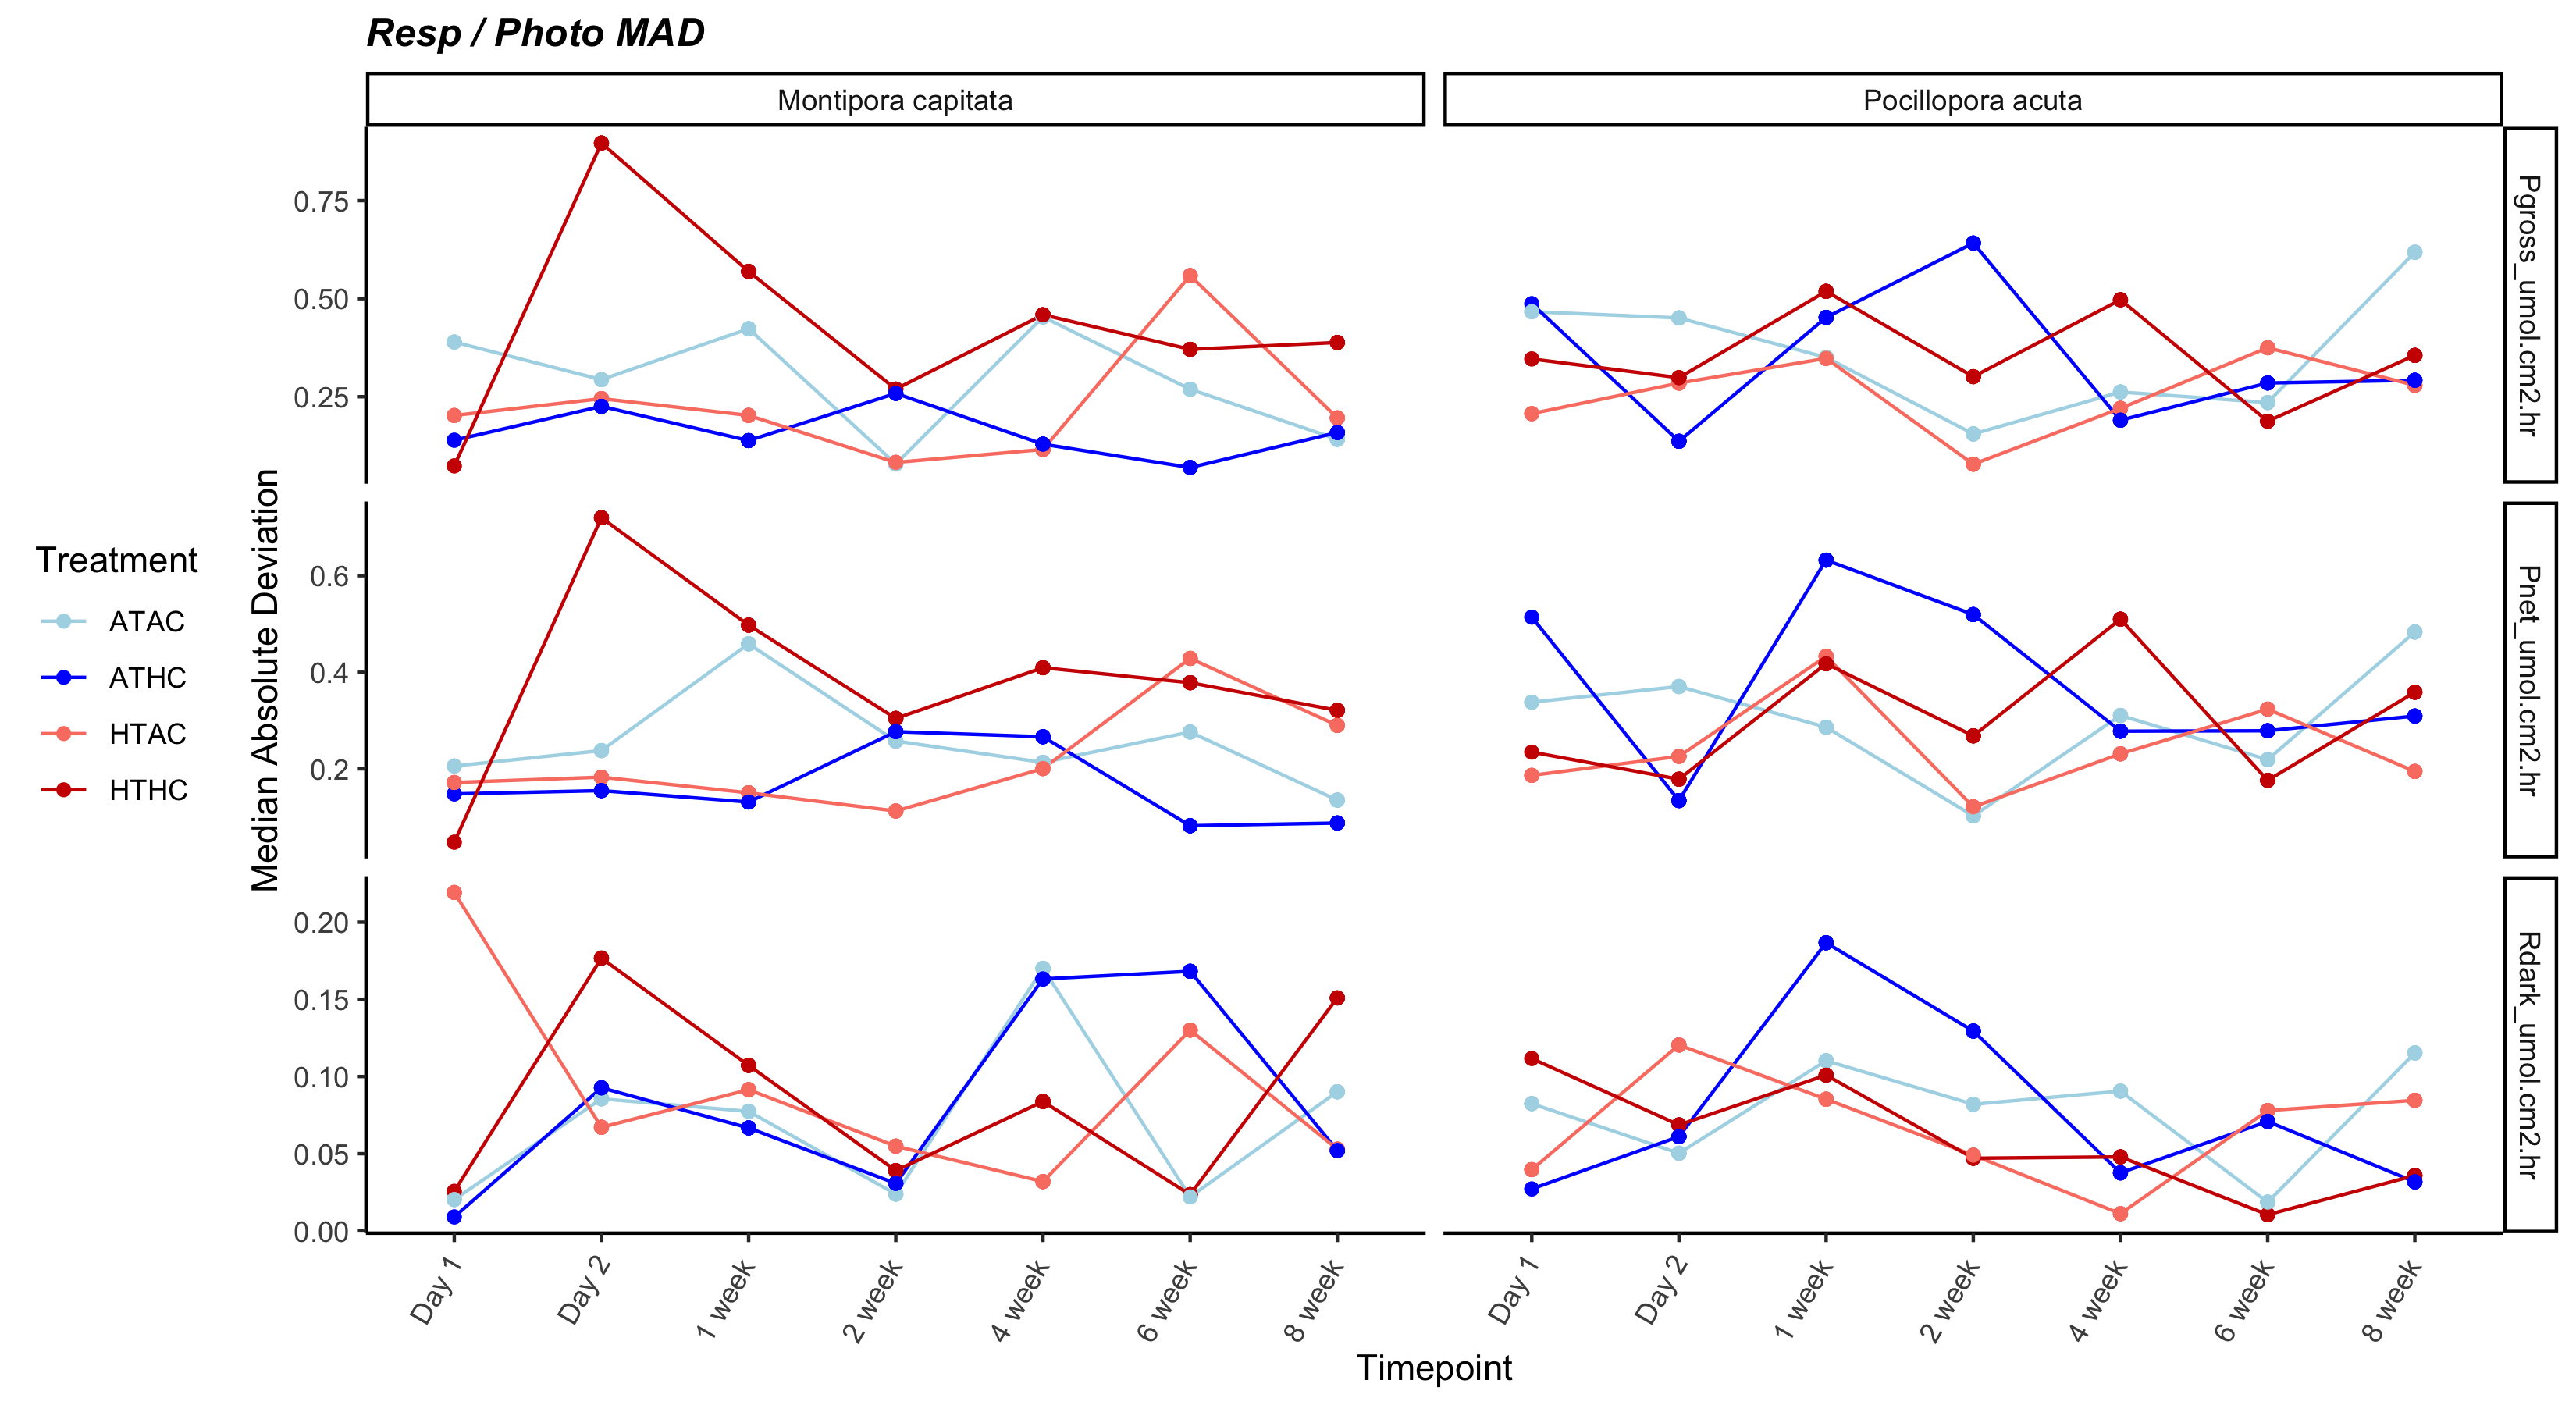 Resp / Photo MAD
Montipora capitata
Pocillopora acuta
Pgross_umol.cm2.hr
Pnet_umol.cm2.hr
Rdark_umol.cm2.hr
Median Absolute Deviation
0.75
0.50
0.25
0.6
0.4
0.2
0.20
0.15
0.10
0.05
0.00
Treatment
ATAC
ATHC
HTAC
HTHC
Day 1
Day 2
1 week
2 week
4 week
6 week
8 week
Day 1
Day 2
1 week
2 week
4 week
6 week
8 week
Timepoint